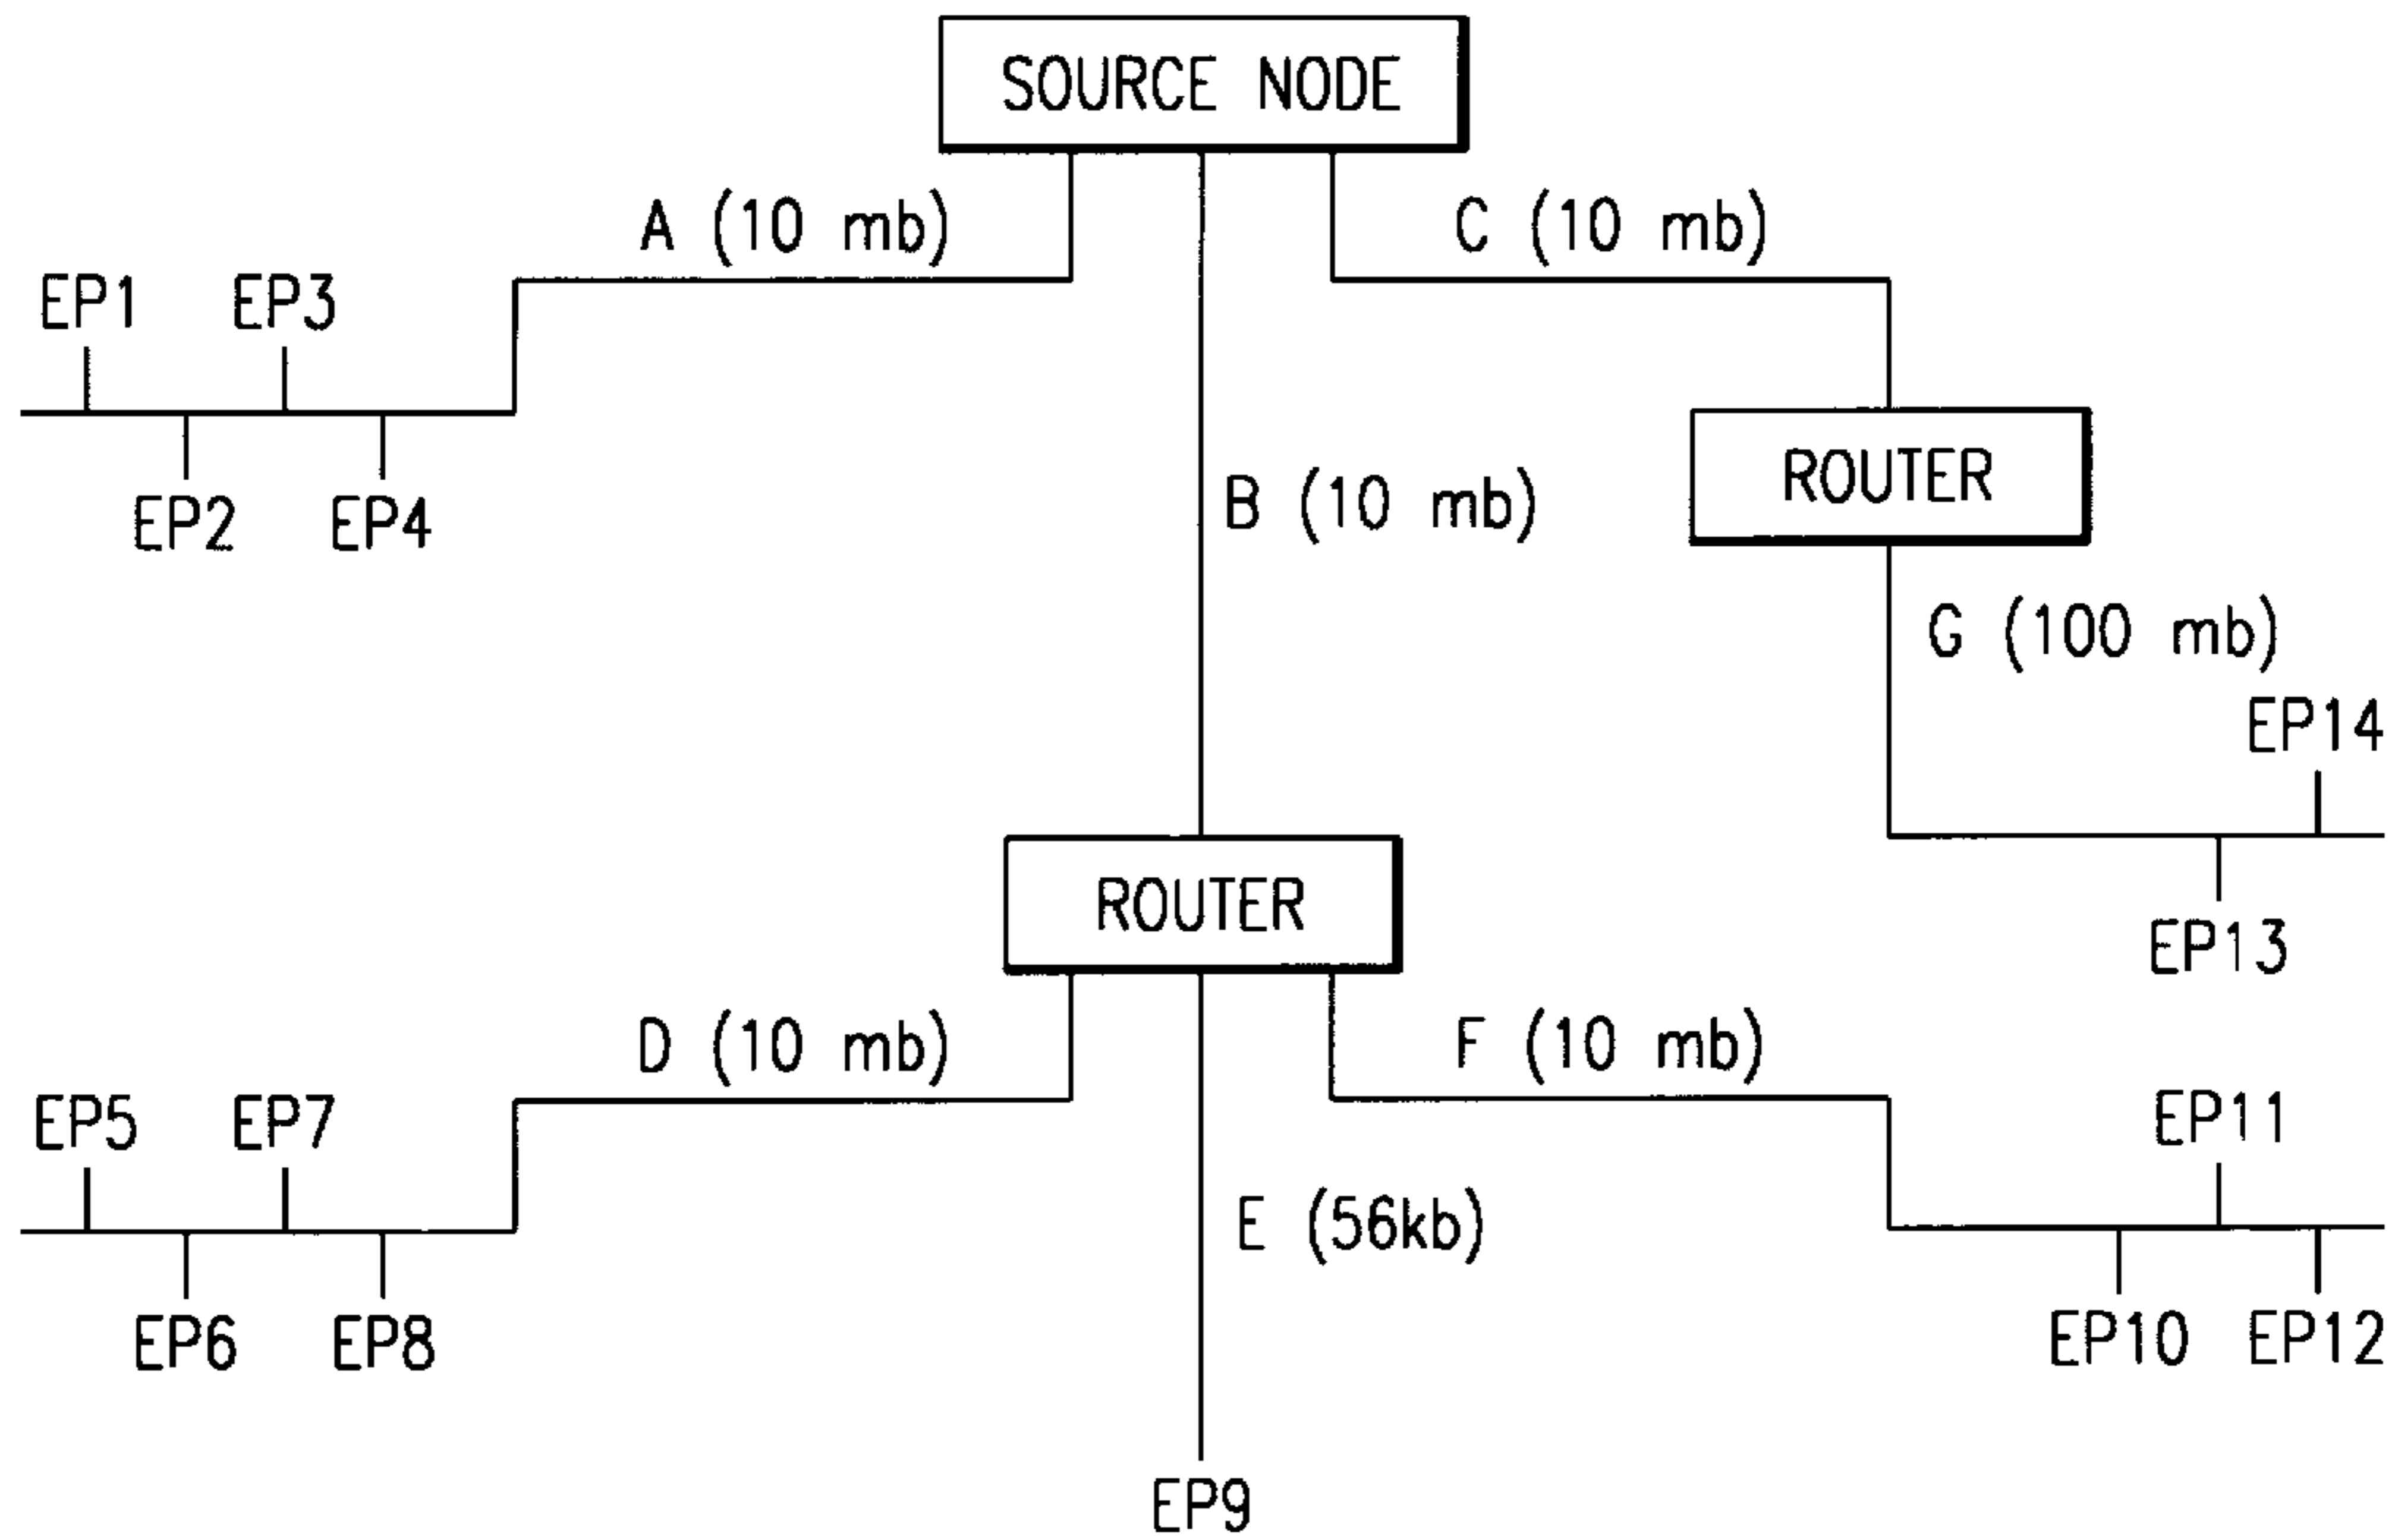 SOURCE NODE
A (10 mb)
C (10 mb)
EP1
EP3
EP2
EP4
B (10 mb)
ROUTER
G (100 mb)
EP14
EP13
ROUTER
D (10 mb)
F (10 mb)
EP5
EP7
EP11
E (56kb)
EP6
EP8
EP10
EP12
EP9